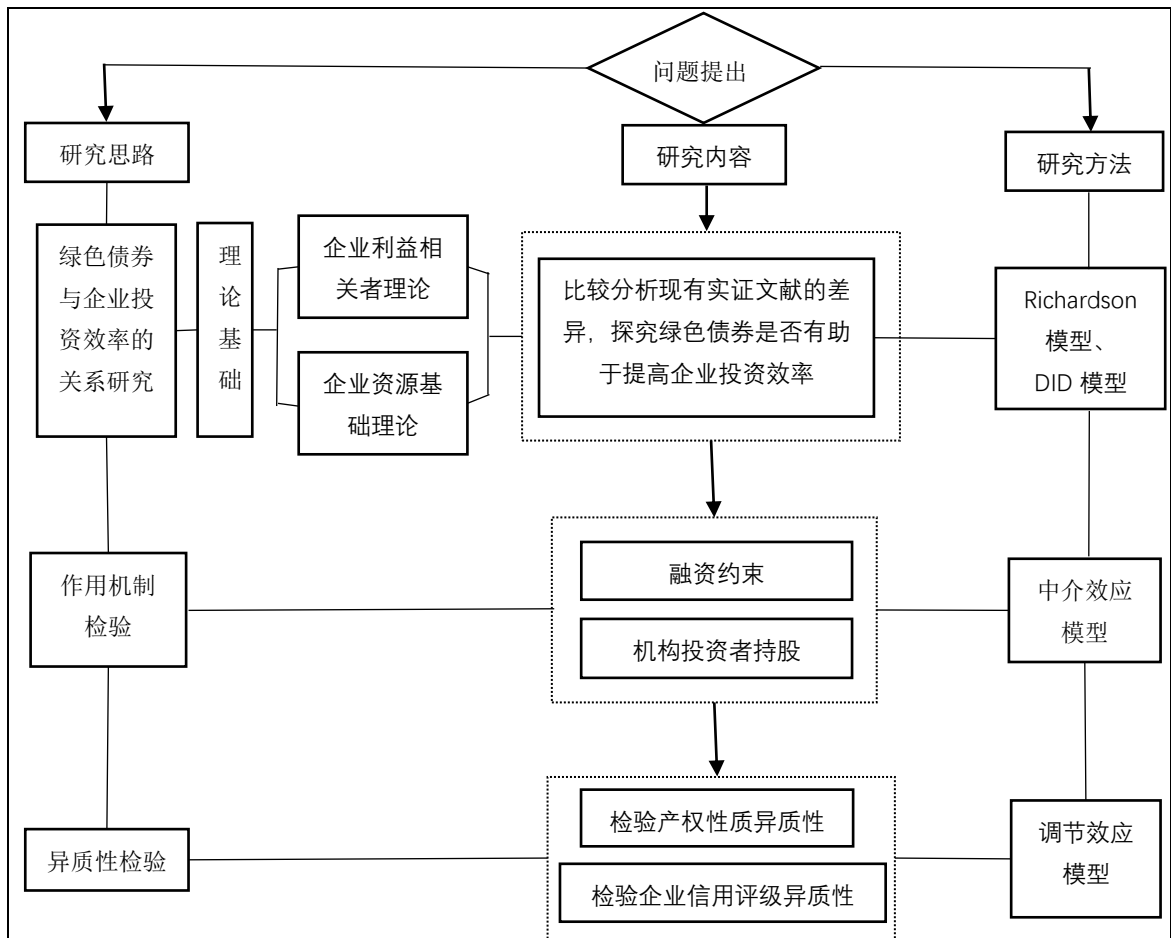 问题提出
研究思路
研究内容
研究方法
绿色债券
与企业投
资效率的
关系研究
理
论
基
础
企业利益相
关者理论
企业资源基
础理论
比较分析现有实证文献的差
异，探究绿色债券是否有助
于提高企业投资效率
Richardson
模型、
DID 模型
作用机制
检验
融资约束
机构投资者持股
中介效应
模型
异质性检验
检验产权性质异质性
检验企业信用评级异质性
调节效应
模型